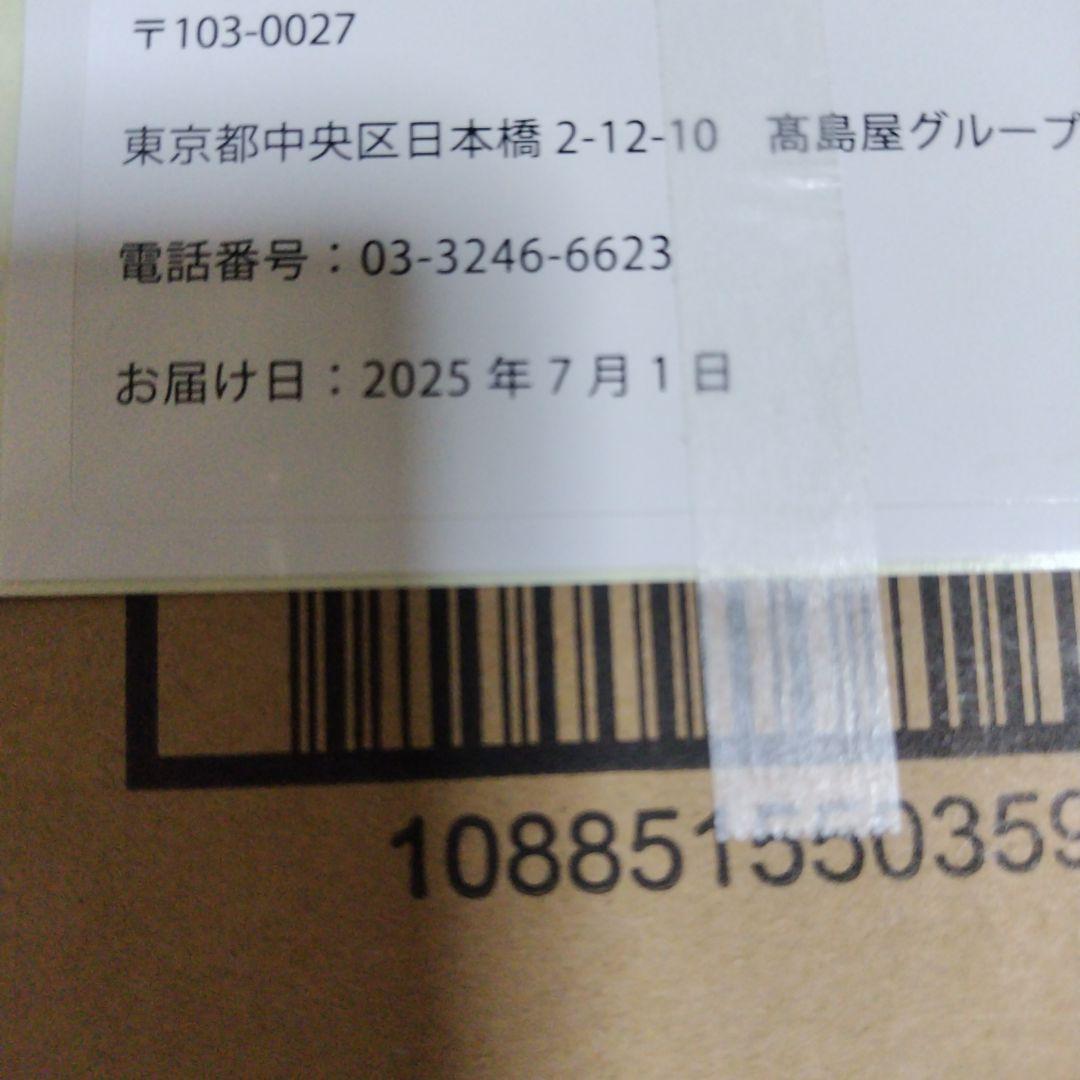 〒103-0027
東京都中央区日本橋 2-12-10　髙島屋グループ
電話番号：03-3246-6623
お届け日：2025 年 7 月 1 日
108851550359